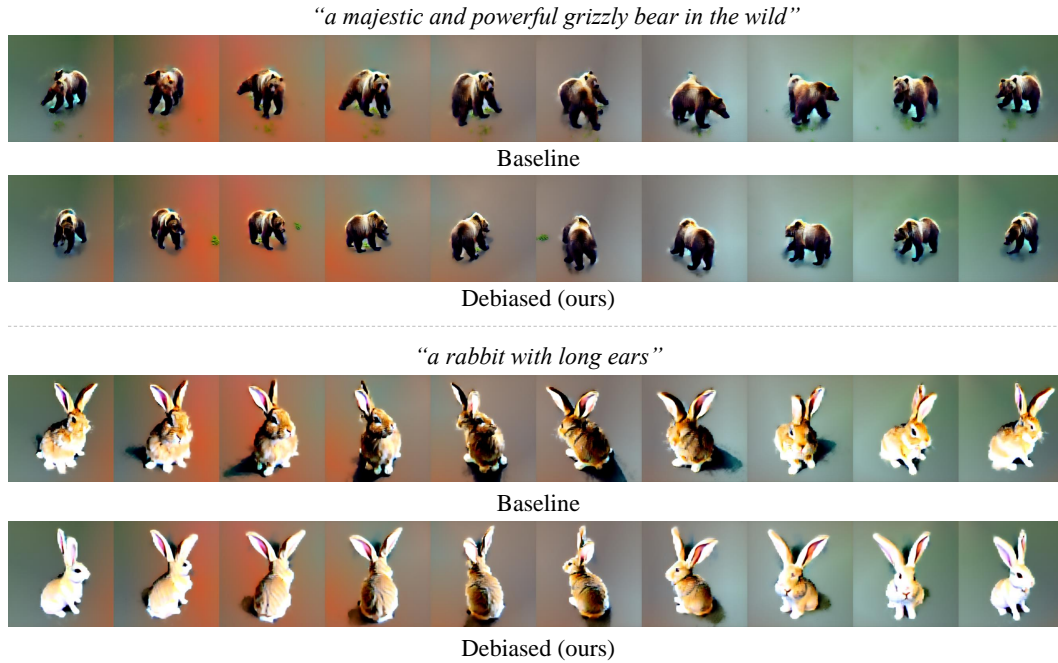 “a majestic and powerful grizzly bear in the wild”
Baseline
Debiased (ours)
“a rabbit with long ears”
Baseline
Debiased (ours)